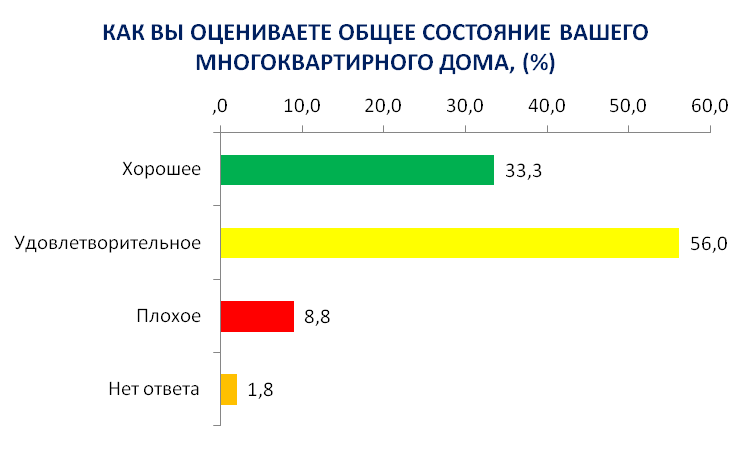 КАК ВЫ ОЦЕНИВАЕТЕ ОБЩЕЕ СОСТОЯНИЕ ВАШЕГО
МНОГОКВАРТИРНОГО ДОМА, (%)
,0 10,0 20,0 30,0 40,0 50,0 60,0
Хорошее 33,3
Удовлетворительное 56,0
Плохое 8,8
Нет ответа 1,8